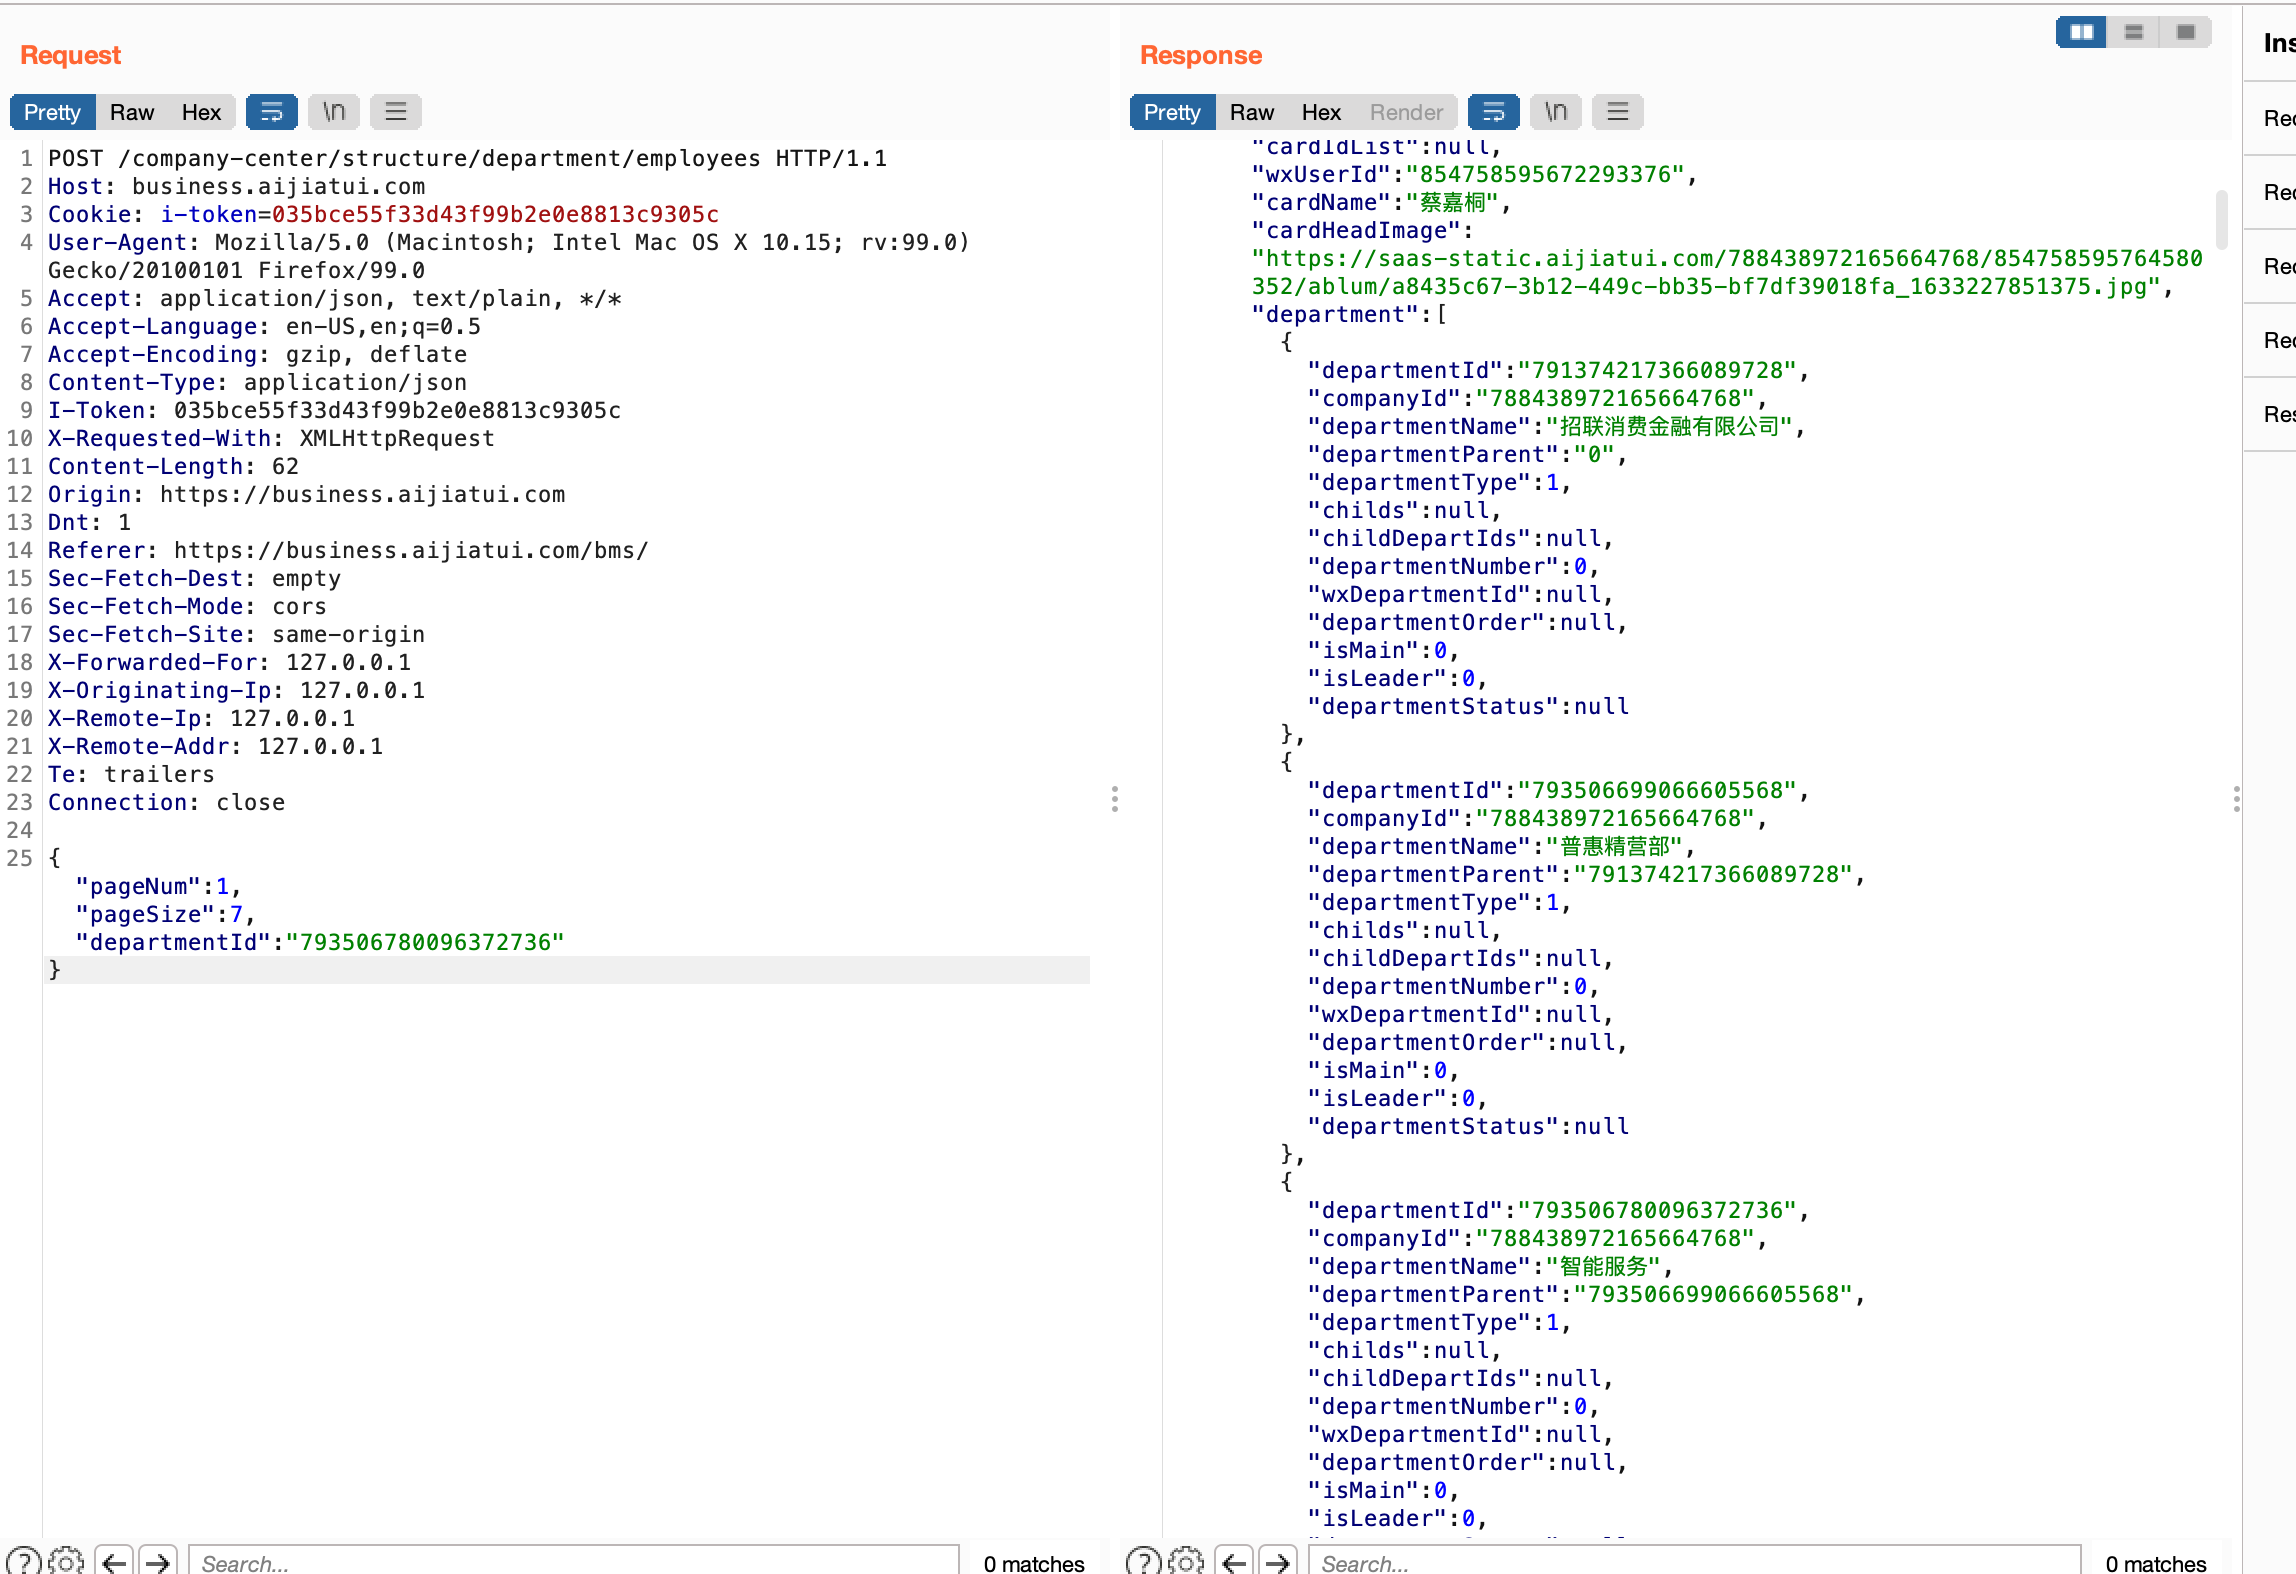 Request
Pretty Raw Hex \n
1 POST /company-center/structure/department/employees HTTP/1.1
2 Host: business.aijiatui.com
3 Cookie: i-token=035bce55f33d43f99b2e0e8813c9305c
4 User-Agent: Mozilla/5.0 (Macintosh; Intel Mac OS X 10.15; rv:99.0)
Gecko/20100101 Firefox/99.0
5 Accept: application/json, text/plain, */*
6 Accept-Language: en-US,en;q=0.5
7 Accept-Encoding: gzip, deflate
8 Content-Type: application/json
9 I-Token: 035bce55f33d43f99b2e0e8813c9305c
10 X-Requested-With: XMLHttpRequest
11 Content-Length: 62
12 Origin: https://business.aijiatui.com
13 Dnt: 1
14 Referer: https://business.aijiatui.com/bms/
15 Sec-Fetch-Dest: empty
16 Sec-Fetch-Mode: cors
17 Sec-Fetch-Site: same-origin
18 X-Forwarded-For: 127.0.0.1
19 X-Originating-Ip: 127.0.0.1
20 X-Remote-Ip: 127.0.0.1
21 X-Remote-Addr: 127.0.0.1
22 Te: trailers
23 Connection: close
24
25 {
"pageNum":1,
"pageSize":7,
"departmentId":"793506780096372736"
}
? Search... 0 matches
Response
Pretty Raw Hex Render \n
"cardIdList":null,
"wxUserId":"854758595672293376",
"cardName":"蔡嘉桐",
"cardHeadImage":
"https://saas-static.aijiatui.com/788438972165664768/854758595764580
352/ablum/a8435c67-3b12-449c-bb35-bf7df39018fa_1633227851375.jpg",
"department":[
{
"departmentId":"791374217366089728",
"companyId":"788438972165664768",
"departmentName":"招联消费金融有限公司",
"departmentParent":"0",
"departmentType":1,
"childs":null,
"childDepartIds":null,
"departmentNumber":0,
"wxDepartmentId":null,
"departmentOrder":null,
"isMain":0,
"isLeader":0,
"departmentStatus":null
},
{
"departmentId":"793506699066605568",
"companyId":"788438972165664768",
"departmentName":"普惠精营部",
"departmentParent":"791374217366089728",
"departmentType":1,
"childs":null,
"childDepartIds":null,
"departmentNumber":0,
"wxDepartmentId":null,
"departmentOrder":null,
"isMain":0,
"isLeader":0,
"departmentStatus":null
},
{
"departmentId":"793506780096372736",
"companyId":"788438972165664768",
"departmentName":"智能服务",
"departmentParent":"793506699066605568",
"departmentType":1,
"childs":null,
"childDepartIds":null,
"departmentNumber":0,
"wxDepartmentId":null,
"departmentOrder":null,
"isMain":0,
"isLeader":0,
? Search... 0 matches
Ins
Rec
Rec
Rec
Rec
Res